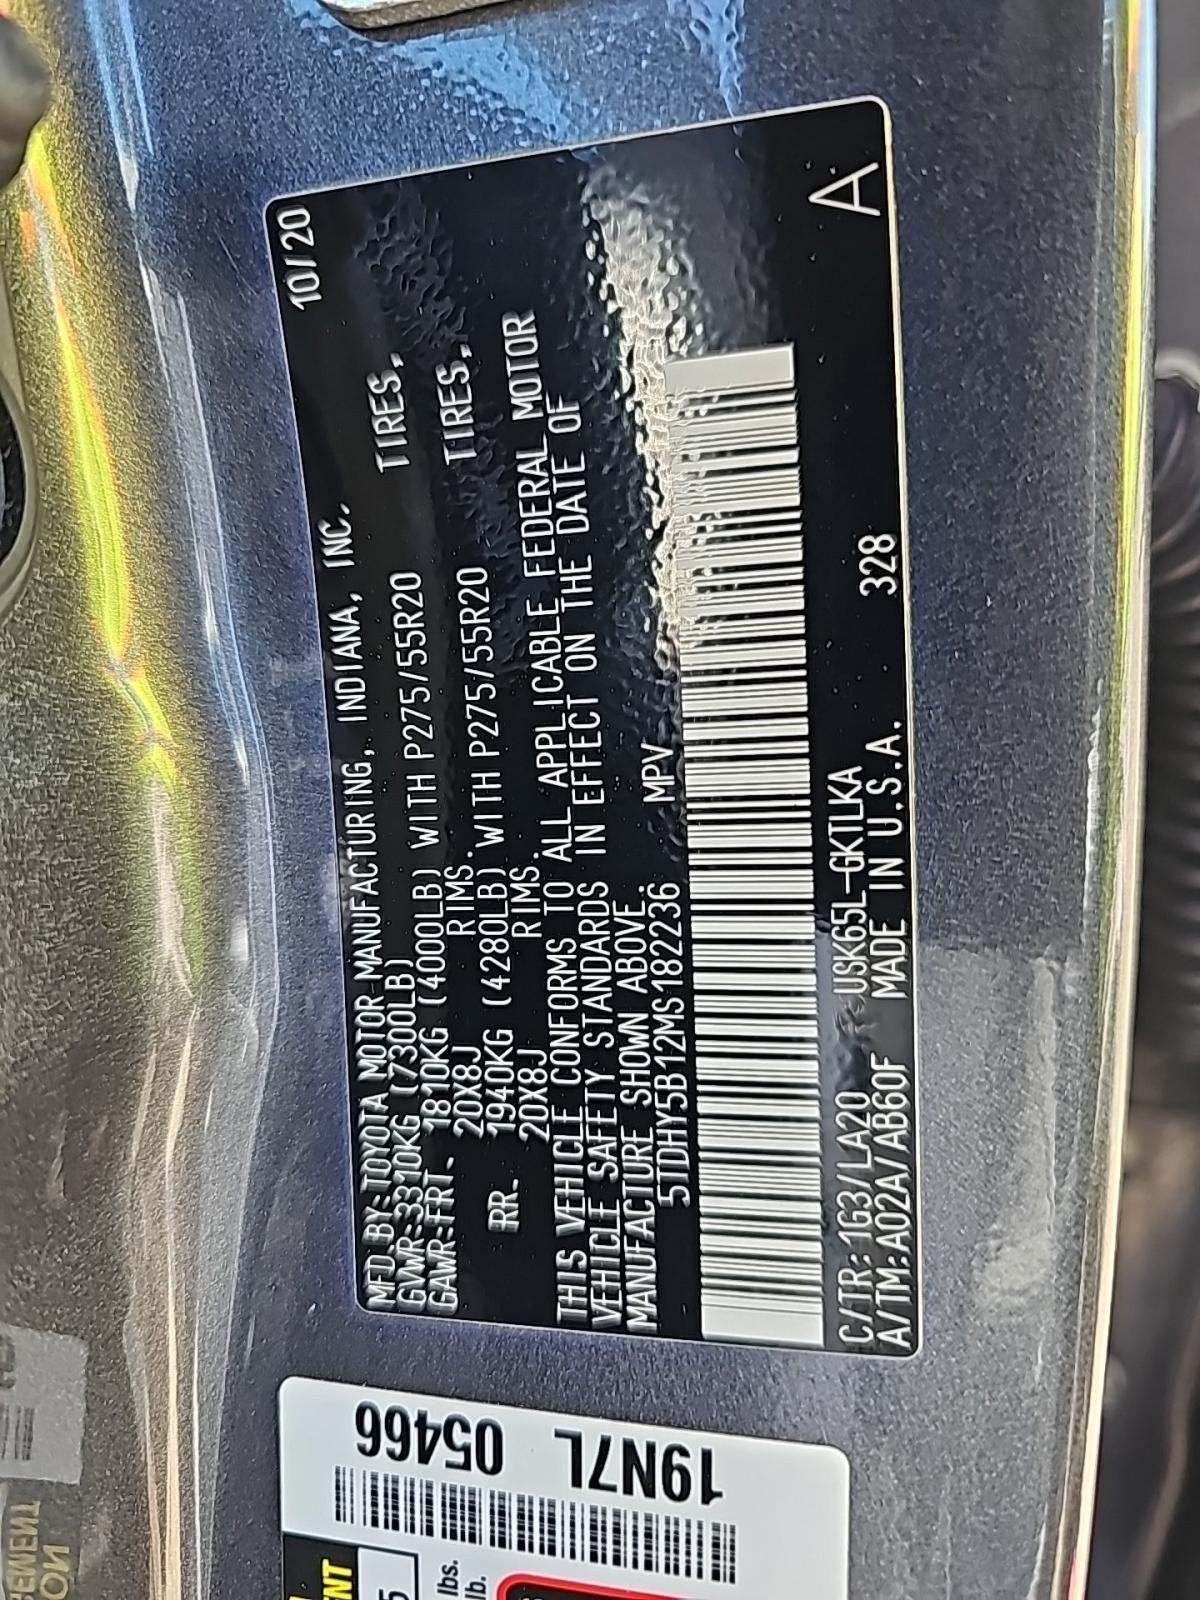 MFD.BY:TOYOTA MOTOR MANUFACTURING, INDIANA, INC. 10/20
GVWR:3310KG (7300LB)
GAWR:FRT. 1810KG (4000LB) WITH P275/55R20 TIRES,
20X8J RIMS.
RR. 1940KG (4280LB) WITH P275/55R20 TIRES,
20X8J RIMS.
THIS VEHICLE CONFORMS TO ALL APPLICABLE FEDERAL MOTOR
VEHICLE SAFETY STANDARDS IN EFFECT ON THE DATE OF
MANUFACTURE SHOWN ABOVE.
5TDHY5B12MS182236 MPV
C/TR:1G3/LA20 USK65L-GKTLKA
A/TM:A02A/AB60F MADE IN U.S.A. 328 A
19N7L
05466
lbs.
lb.